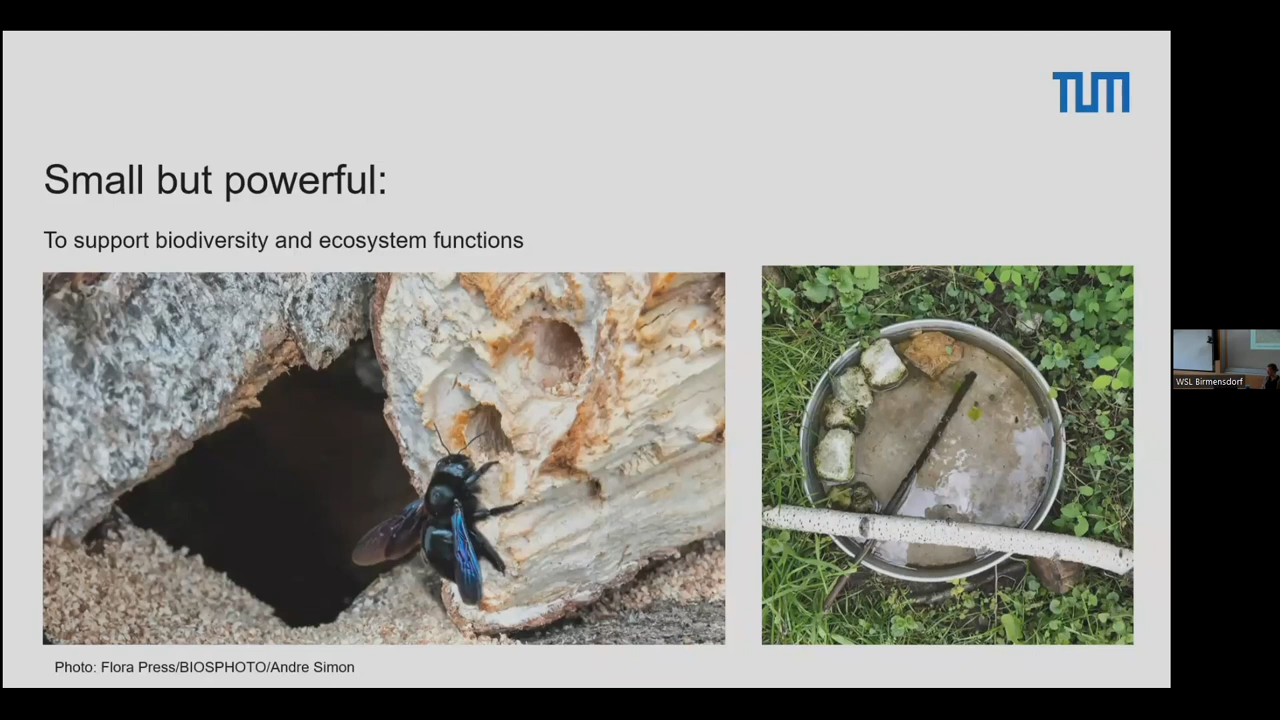 TUM
Small but powerful:
To support biodiversity and ecosystem functions
Photo: Flora Press/BIOSPHOTO/Andre Simon
WSL Birmensdorf